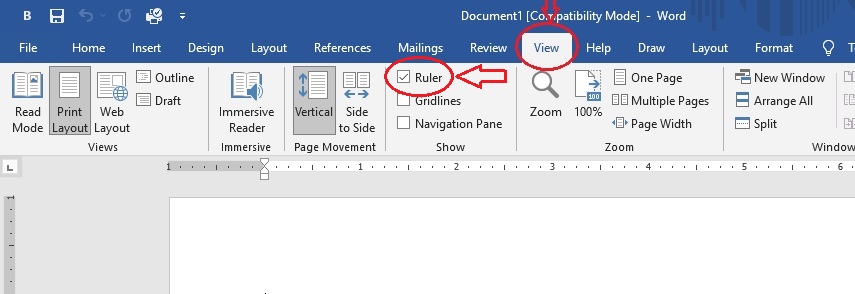 B
Document1 [Compatibility Mode] - Word
File Home Insert Design Layout References Mailings Review View Help Draw Layout Format
Read Mode
Print Layout
Web Layout
Outline
Draft
Views
Immersive Reader
Immersive
Vertical
Side to Side
Page Movement
Ruler
Gridlines
Navigation Pane
Show
Zoom
100
100%
One Page
Multiple Pages
Page Width
Zoom
New Window
Arrange All
Split
Window
1 1 2 3 4 5 6
1